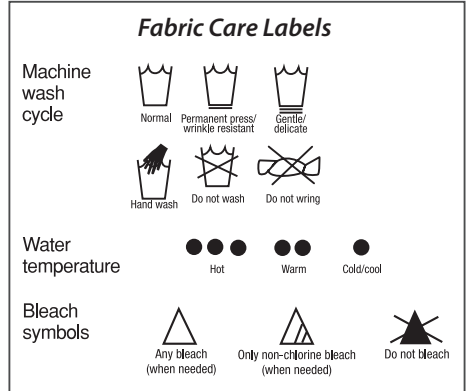 Fabric Care Labels
Machine
wash
cycle
Normal
Permanent press/
wrinkle resistant
Gentle/
delicate
Hand wash
Do not wash
Do not wring
Water
temperature
Hot
Warm
Cold/cool
Bleach
symbols
Any bleach
(when needed)
Only non-chlorine bleach
(when needed)
Do not bleach